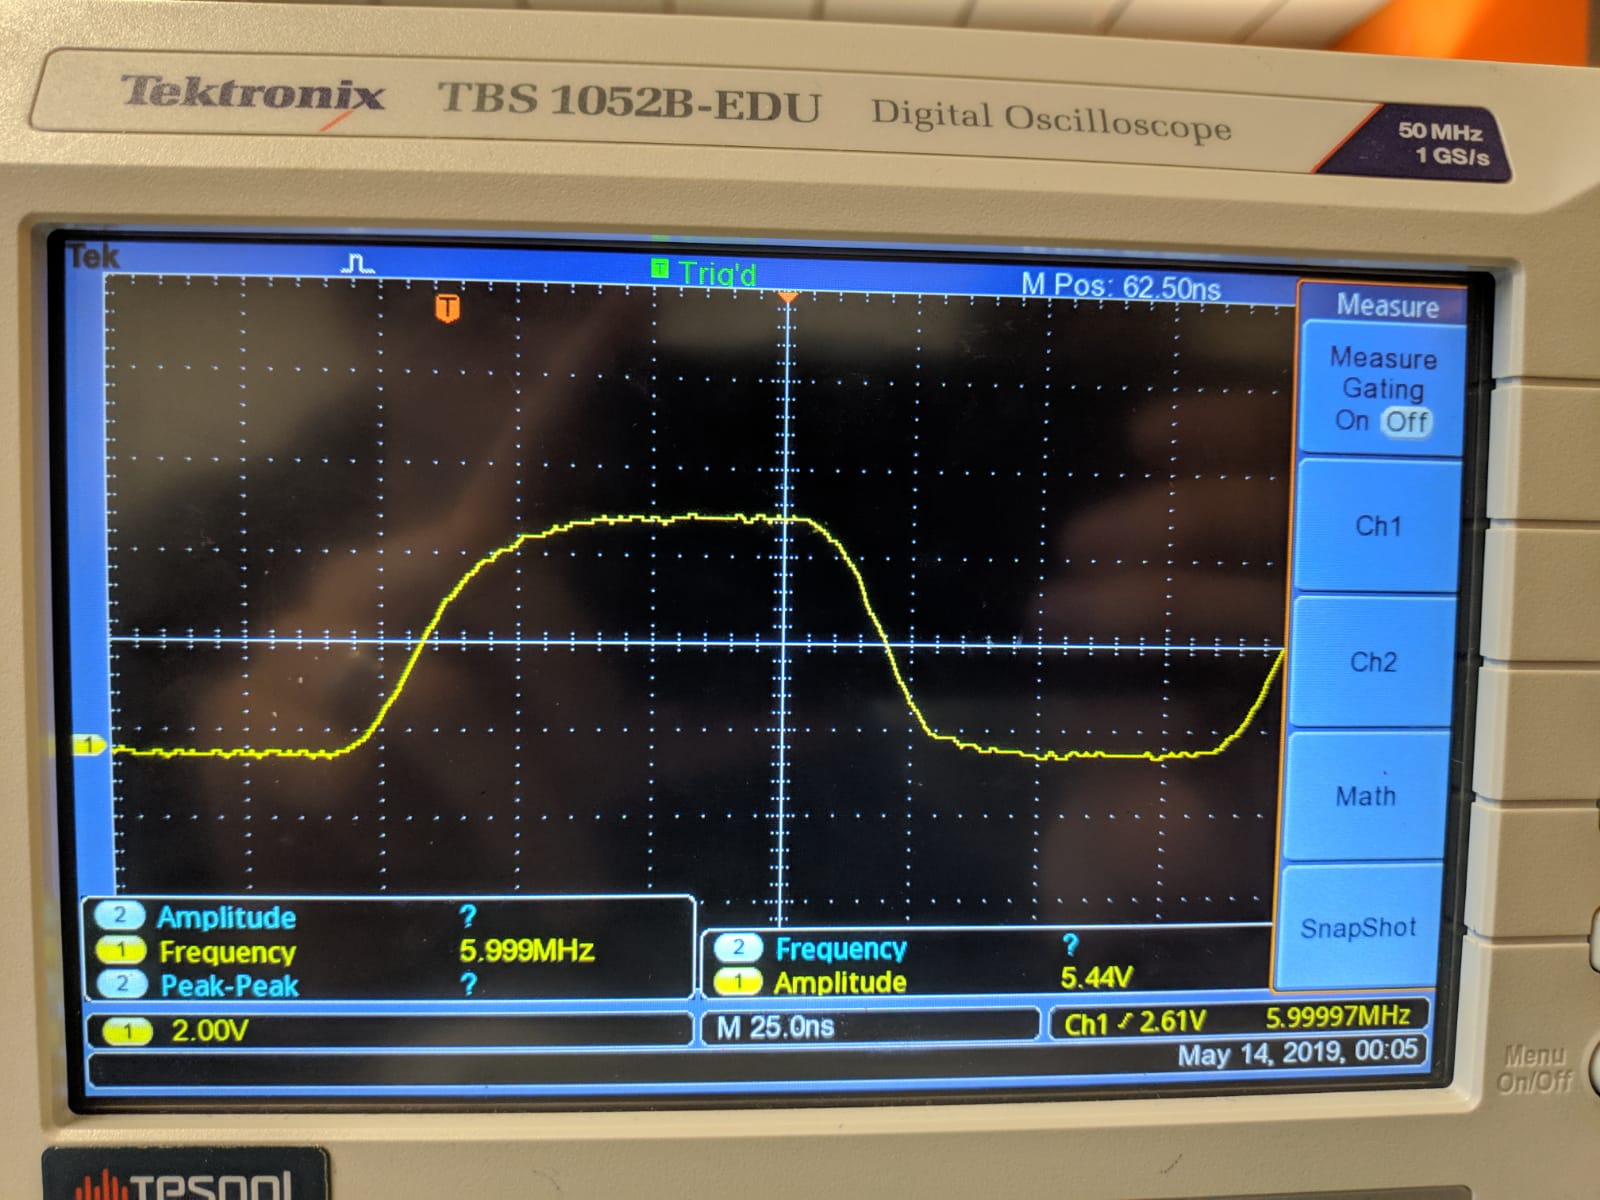 Tektronix TBS 1052B-EDU Digital Oscilloscope
50 MHz
1 GS/s
Tek T Trig'd M Pos: 62.50ns
T
Measure
Measure
Gating
On Off
Ch1
Ch2
Math
SnapShot
1
2 Amplitude ?
1 Frequency 5.999MHz
2 Peak-Peak ?
2 Frequency ?
1 Amplitude 5.44V
1 2.00V
M 25.0ns
Ch1 2.61V 5.99997MHz
May 14, 2019, 00:05
Menu
On/Off